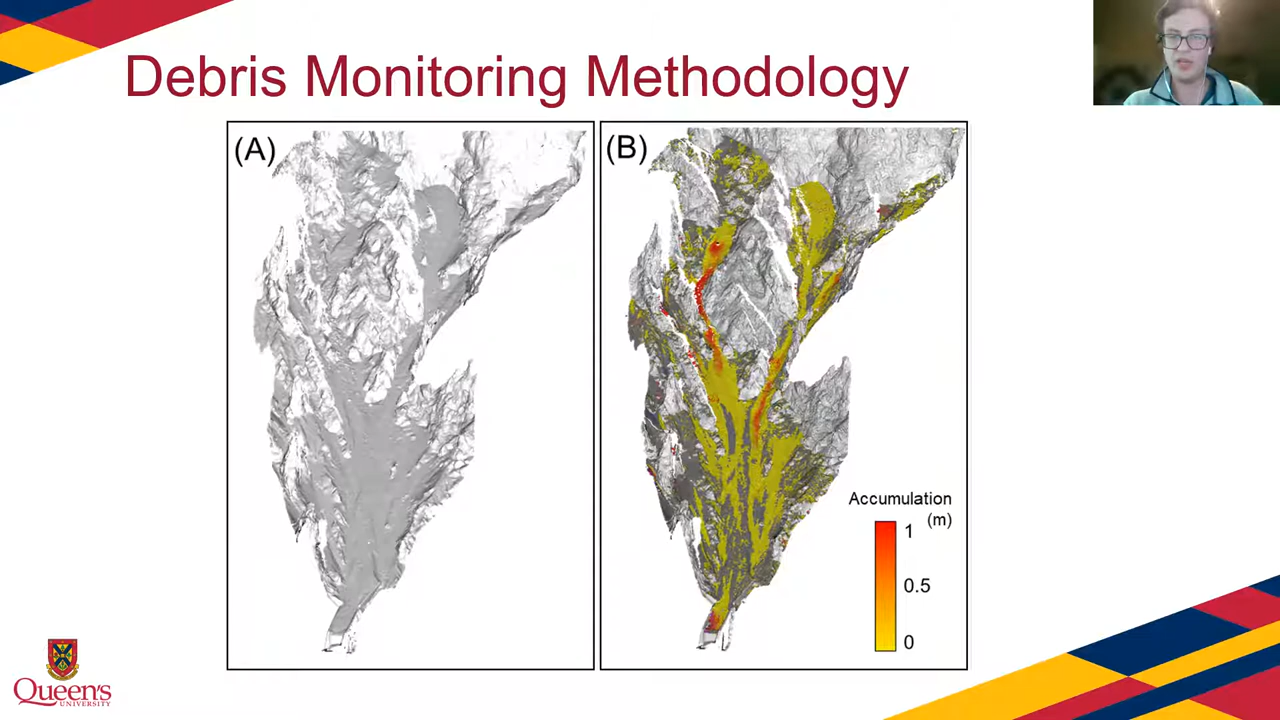 Debris Monitoring Methodology
(A)
(B)
Accumulation
(m)
1
0.5
0
Queen's
UNIVERSITY